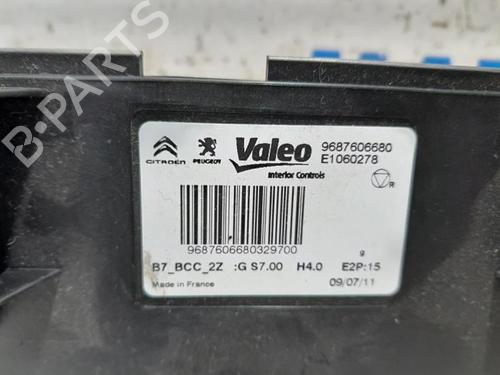 B-PARTS
CITROËN PEUGEOT Valeo 9687606680
E1060278
Interior Controls
R
9687606680329700
g
B7_BCC_2Z :G S7.00 H4.0 E2P:15
Made in France 09/07/11